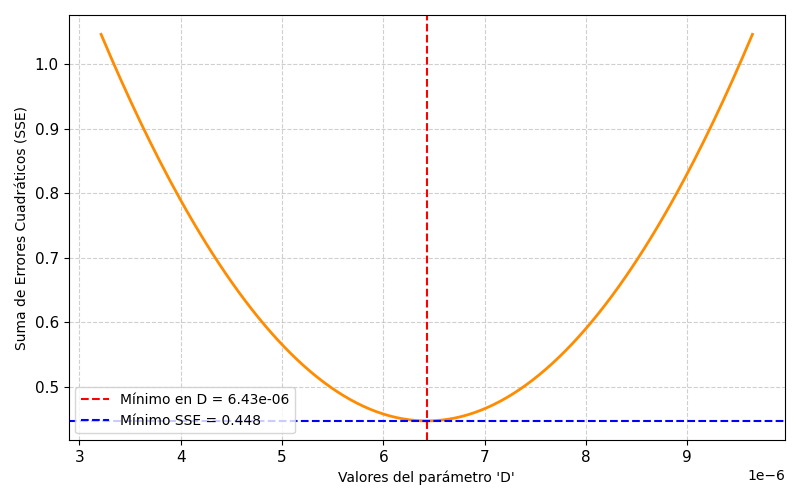 1.0
0.9
0.8
0.7
0.6
0.5
Suma de Errores Cuadráticos (SSE)
Mínimo en D = 6.43e-06
Mínimo SSE = 0.448
3 4 5 6 7 8 9
1e−6
Valores del parámetro 'D'